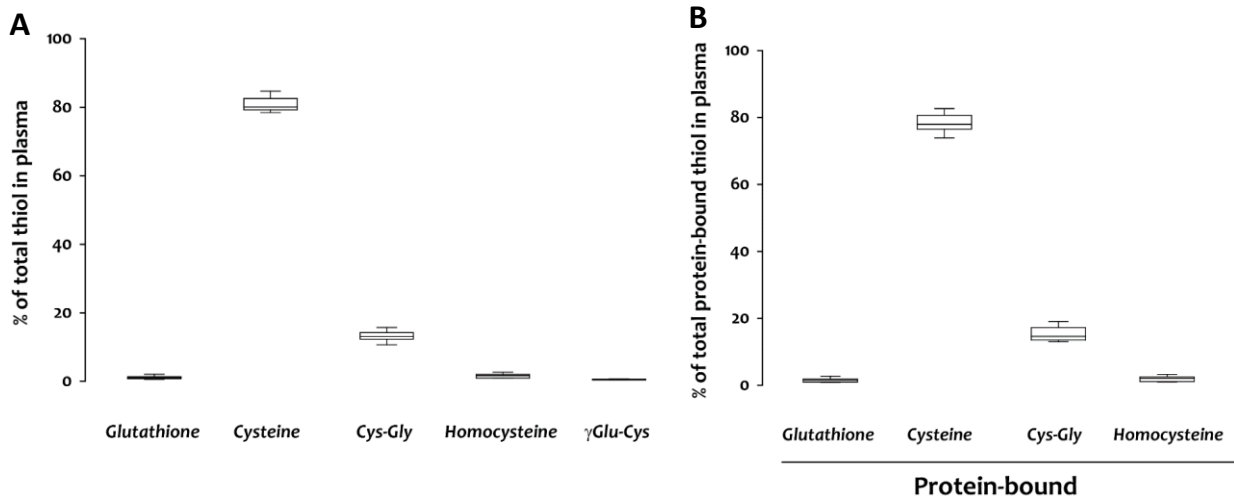 A
% of total thiol in plasma
100
80
60
40
20
0
Glutathione Cysteine Cys-Gly Homocysteine γGlu-Cys
B
% of total protein-bound thiol in plasma
100
80
60
40
20
0
Glutathione Cysteine Cys-Gly Homocysteine
Protein-bound